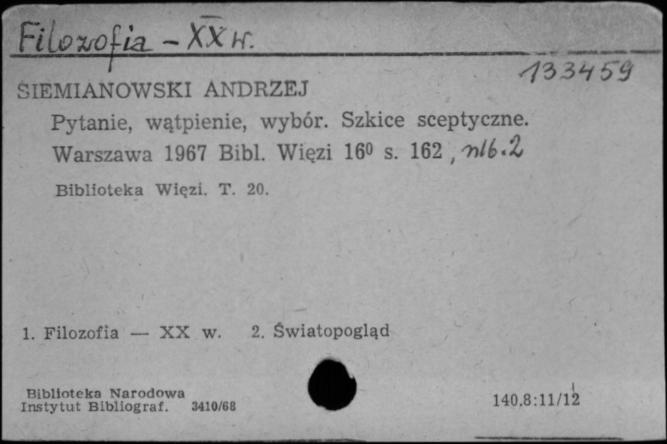 Filozofia – XX w.
133459
SIEMIANOWSKI ANDRZEJ
Pytanie, wątpienie, wybór. Szkice sceptyczne.
Warszawa 1967 Bibl. Więzi 16⁰ s. 162, nlb. 2
Biblioteka Więzi. T. 20.
1. Filozofia — XX w. 2. Światopogląd
Biblioteka Narodowa
Instytut Bibliograf. 3410/68
140,8:11/12